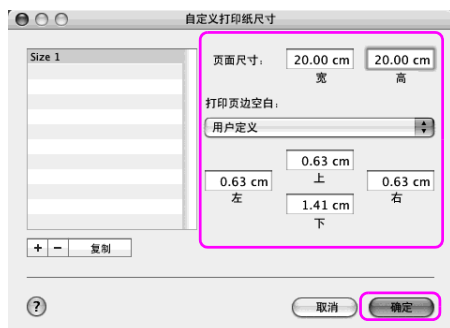 自定义打印纸尺寸
Size 1
页面尺寸： 20.00 cm 20.00 cm
宽 高
打印页边空白：
用户定义
0.63 cm
上
0.63 cm 0.63 cm
左 右
1.41 cm
下
+ − 复制
? 取消 确定